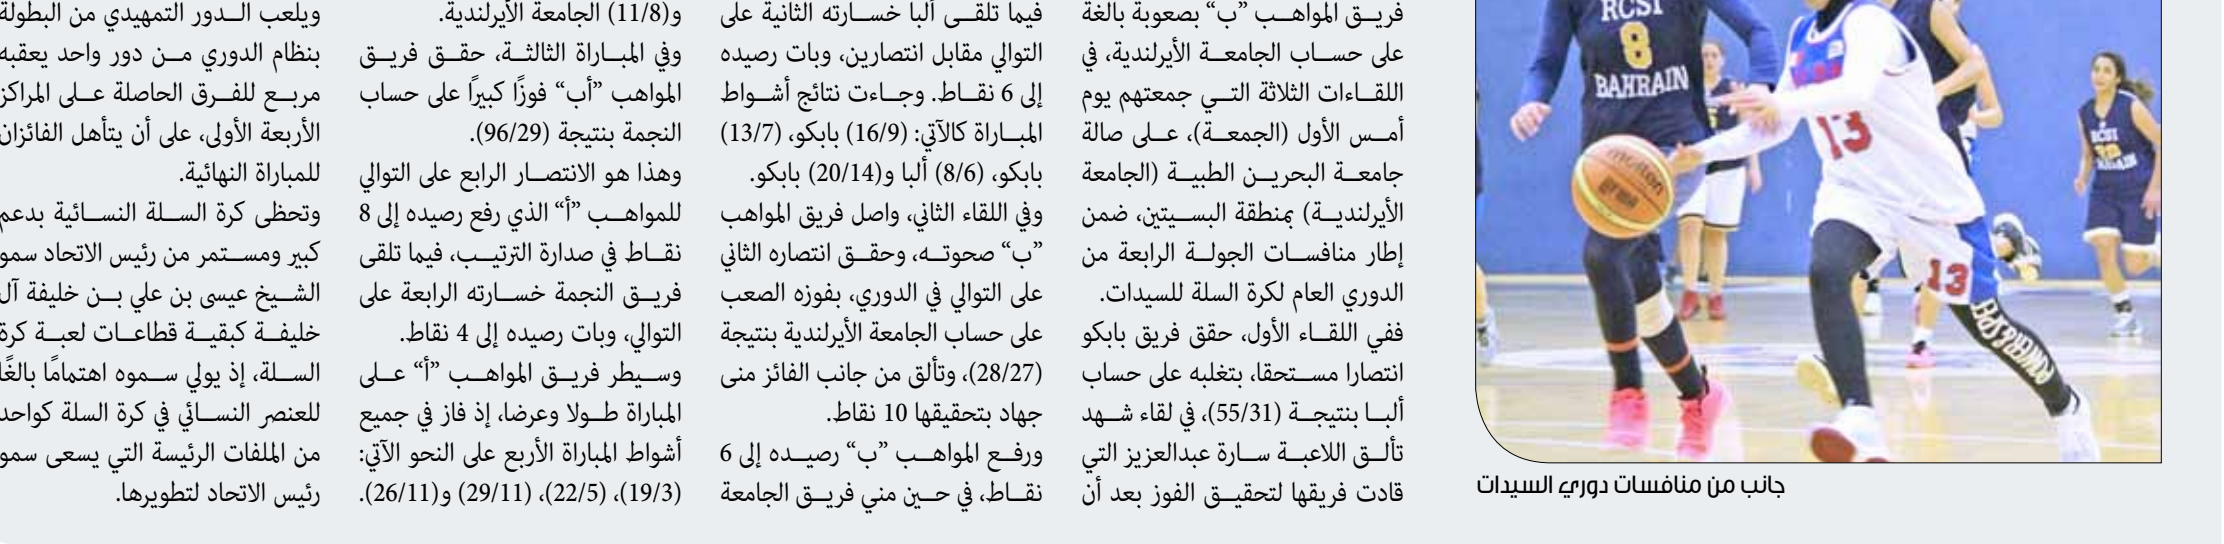 فريق المواهب “ب” بصعوبة بالغة
على حساب الجامعة الأيرلندية، في
اللقاءات الثلاثة التي جمعتهم يوم
أمس الأول (الجمعة)، على صالة
جامعة البحرين الطبية (الجامعة
الأيرلندية) بمنطقة البسيتين، ضمن
إطار منافسات الجولة الرابعة من
الدوري العام لكرة السلة للسيدات.
ففي اللقاء الأول، حقق فريق بابكو
انتصارا مستحقا، بتغلبه على حساب
ألبا بنتيجة (55/31)، في لقاء شهد
تألق اللاعبة سارة عبدالعزيز التي
قادت فريقها لتحقيق الفوز بعد أن
فيما تلقى ألبا خسارته الثانية على
التوالي مقابل انتصارين، وبات رصيده
إلى 6 نقاط. وجاءت نتائج أشواط
المباراة كالآتي: (16/9) بابكو، (13/7)
بابكو، (8/6) ألبا و(20/14) بابكو.
وفي اللقاء الثاني، واصل فريق المواهب
“ب” صحوته، وحقق انتصاره الثاني
على التوالي في الدوري، بفوزه الصعب
على حساب الجامعة الأيرلندية بنتيجة
(28/27)، وتألق من جانب الفائز منى
جهاد بتحقيقها 10 نقاط.
ورفع المواهب “ب” رصيده إلى 6
نقاط، في حين مني فريق الجامعة
و(11/8) الجامعة الأيرلندية.
وفي المباراة الثالثة، حقق فريق
المواهب “أب” فوزًا كبيرًا على حساب
النجمة بنتيجة (96/29).
وهذا هو الانتصار الرابع على التوالي
للمواهب “أ” الذي رفع رصيده إلى 8
نقاط في صدارة الترتيب، فيما تلقى
فريق النجمة خسارته الرابعة على
التوالي، وبات رصيده إلى 4 نقاط.
وسيطر فريق المواهب “أ” على
المباراة طولا وعرضا، إذ فاز في جميع
أشواط المباراة الأربع على النحو الآتي:
(19/3)، (22/5)، (29/11) و(26/11).
ويلعب الدور التمهيدي من البطولة
بنظام الدوري من دور واحد يعقبه
مربع للفرق الحاصلة على المراكز
الأربعة الأولى، على أن يتأهل الفائزان
للمباراة النهائية.
وتحظى كرة السلة النسائية بدعم
كبير ومستمر من رئيس الاتحاد سمو
الشيخ عيسى بن علي بن خليفة آل
خليفة كبقية قطاعات لعبة كرة
السلة، إذ يولي سموه اهتمامًا بالغًا
للعنصر النسائي في كرة السلة كواحد
من الملفات الرئيسة التي يسعى سمو
رئيس الاتحاد لتطويرها.
RCSI
8
BAHRAIN
13
13
molten
RCSI
BAHRAIN
جانب من منافسات دوري السيدات